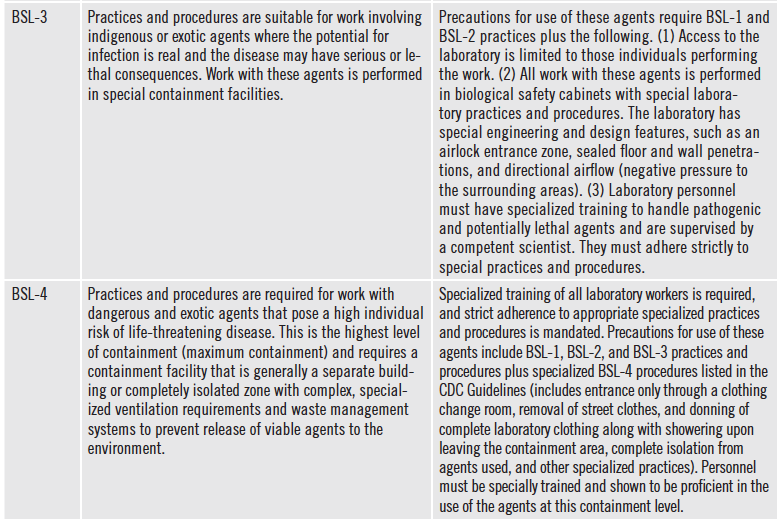 BSL-3
Practices and procedures are suitable for work involving
indigenous or exotic agents where the potential for
infection is real and the disease may have serious or le-
thal consequences. Work with these agents is performed
in special containment facilities.
Precautions for use of these agents require BSL-1 and
BSL-2 practices plus the following. (1) Access to the
laboratory is limited to those individuals performing
the work. (2) All work with these agents is performed
in biological safety cabinets with special labora-
tory practices and procedures. The laboratory has
special engineering and design features, such as an
airlock entrance zone, sealed floor and wall penetra-
tions, and directional airflow (negative pressure to
the surrounding areas). (3) Laboratory personnel
must have specialized training to handle pathogenic
and potentially lethal agents and are supervised by
a competent scientist. They must adhere strictly to
special practices and procedures.
BSL-4
Practices and procedures are required for work with
dangerous and exotic agents that pose a high individual
risk of life-threatening disease. This is the highest level
of containment (maximum containment) and requires a
containment facility that is generally a separate build-
ing or completely isolated zone with complex, special-
ized ventilation requirements and waste management
systems to prevent release of viable agents to the
environment.
Specialized training of all laboratory workers is required,
and strict adherence to appropriate specialized practices
and procedures is mandated. Precautions for use of these
agents include BSL-1, BSL-2, and BSL-3 practices and
procedures plus specialized BSL-4 procedures listed in the
CDC Guidelines (includes entrance only through a clothing
change room, removal of street clothes, and donning of
complete laboratory clothing along with showering upon
leaving the containment area, complete isolation from
agents used, and other specialized practices). Personnel
must be specially trained and shown to be proficient in the
use of the agents at this containment level.